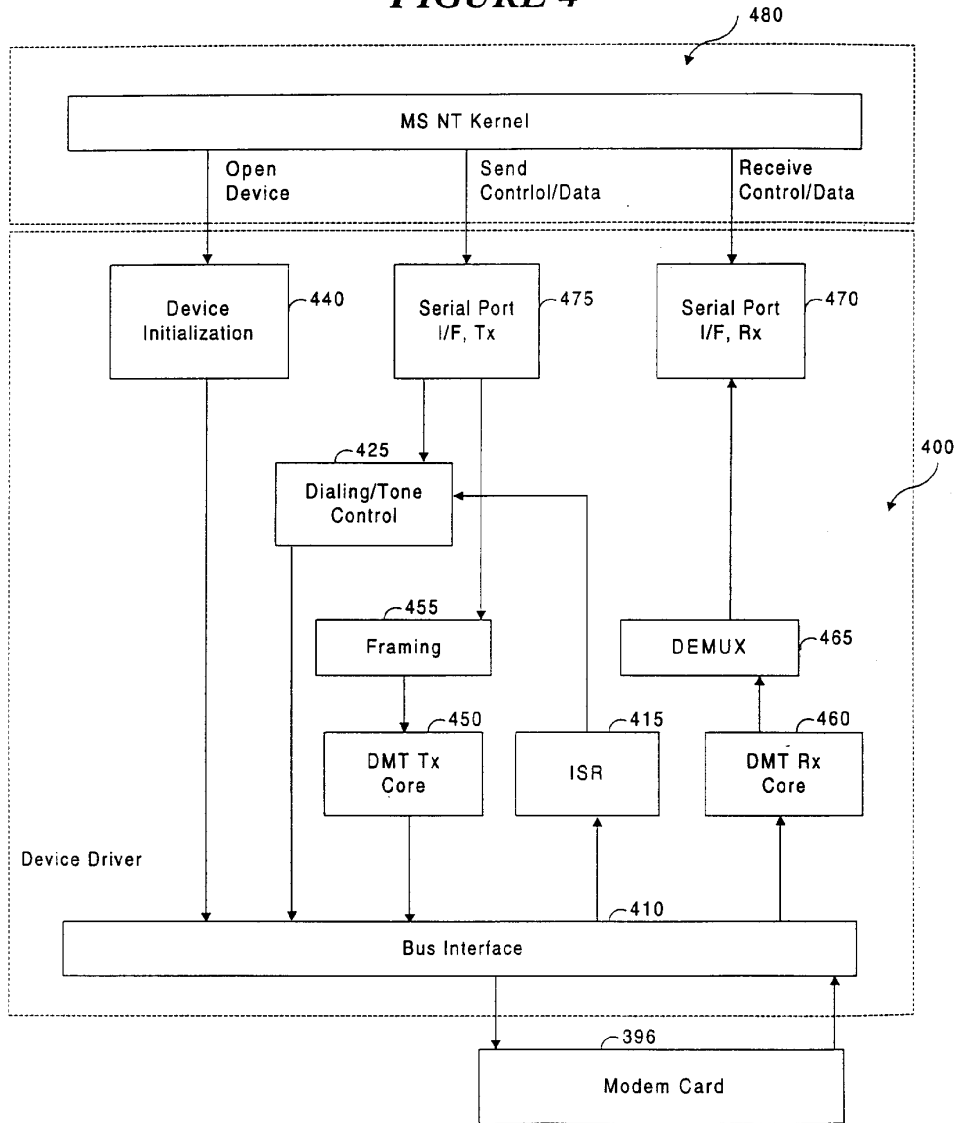 FIGURE 4
480
MS NT Kernel
Open
Device
Send
Contrlol/Data
Receive
Control/Data
Device
Initialization
440
Serial Port
I/F, Tx
475
Serial Port
I/F, Rx
470
425
Dialing/Tone
Control
400
455
Framing
DEMUX
465
450
DMT Tx
Core
415
ISR
460
DMT Rx
Core
Device Driver
410
Bus Interface
396
Modem Card